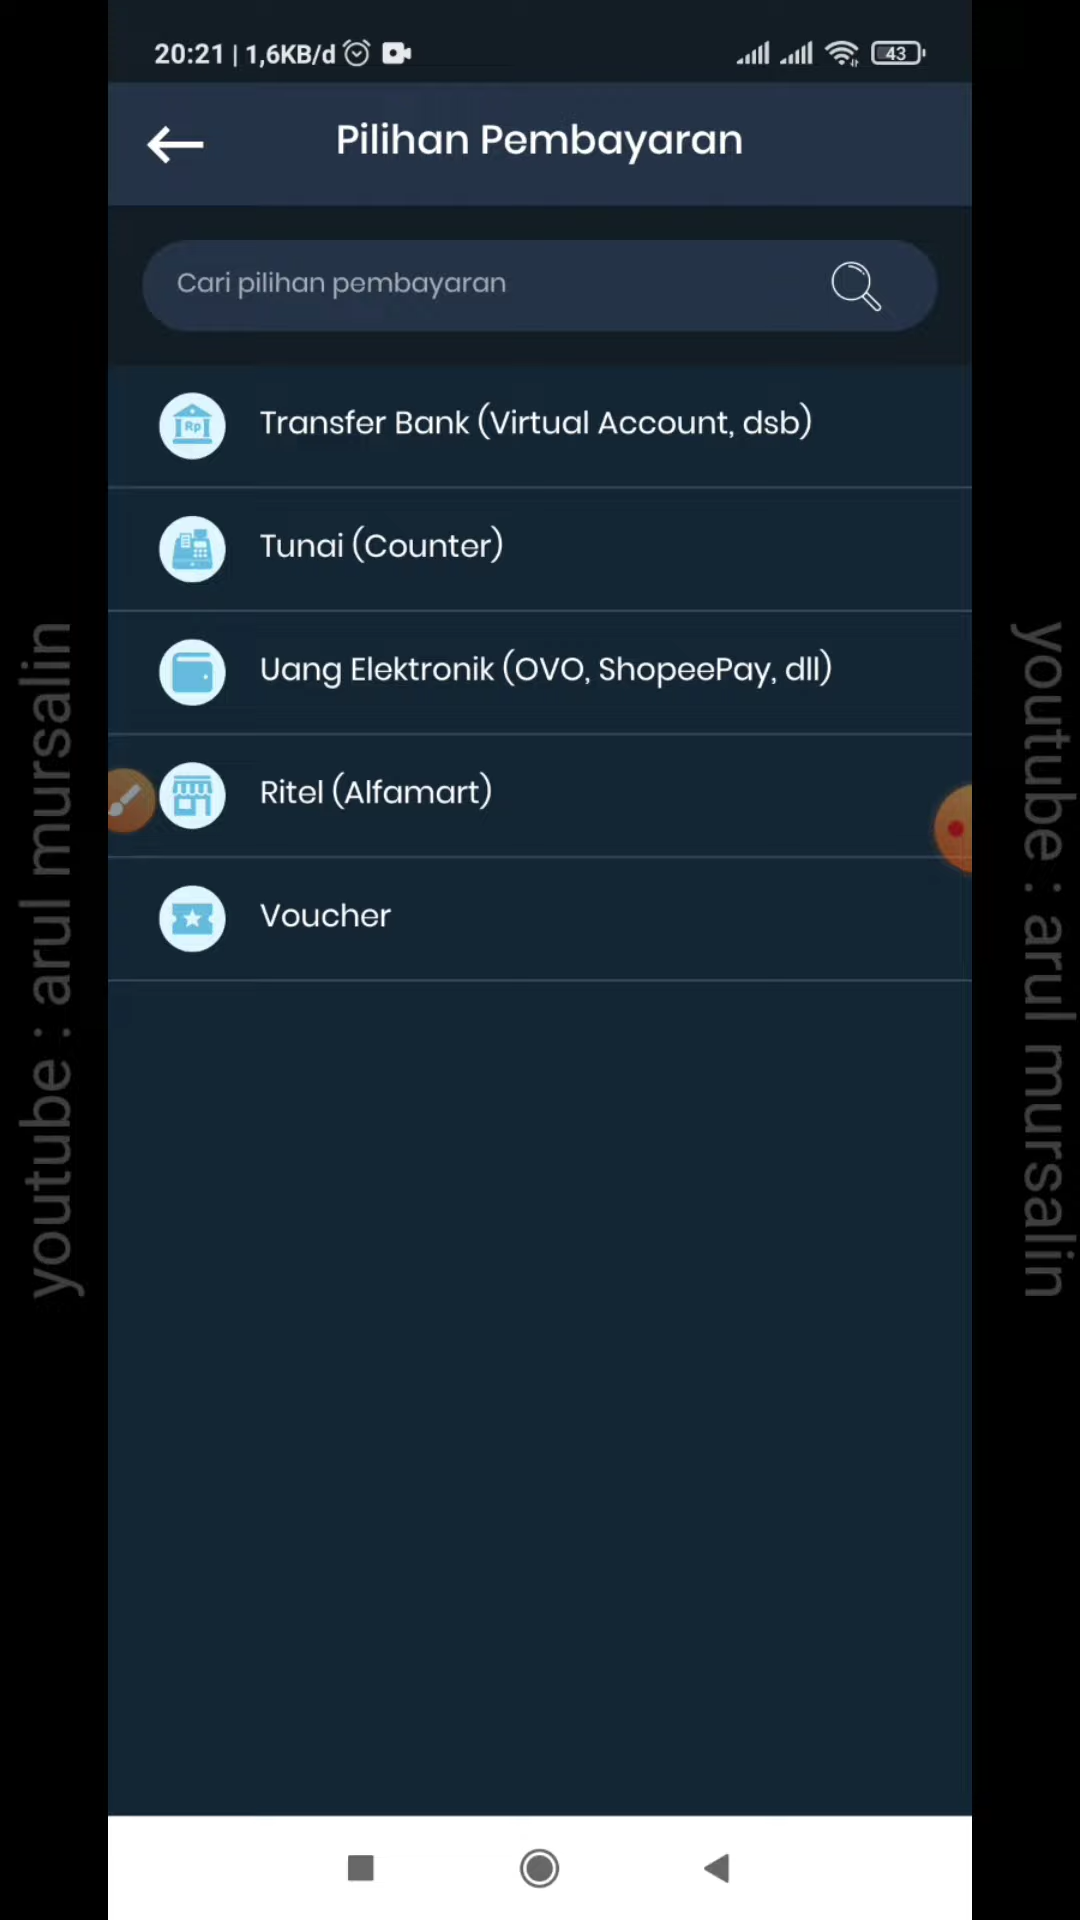 20:21 | 1,6KB/d
43
Pilihan Pembayaran
Cari pilihan pembayaran
Rp
Transfer Bank (Virtual Account, dsb)
Tunai (Counter)
Uang Elektronik (OVO, ShopeePay, dll)
Ritel (Alfamart)
Voucher
youtube : arul mursalin
youtube : arul mursalin